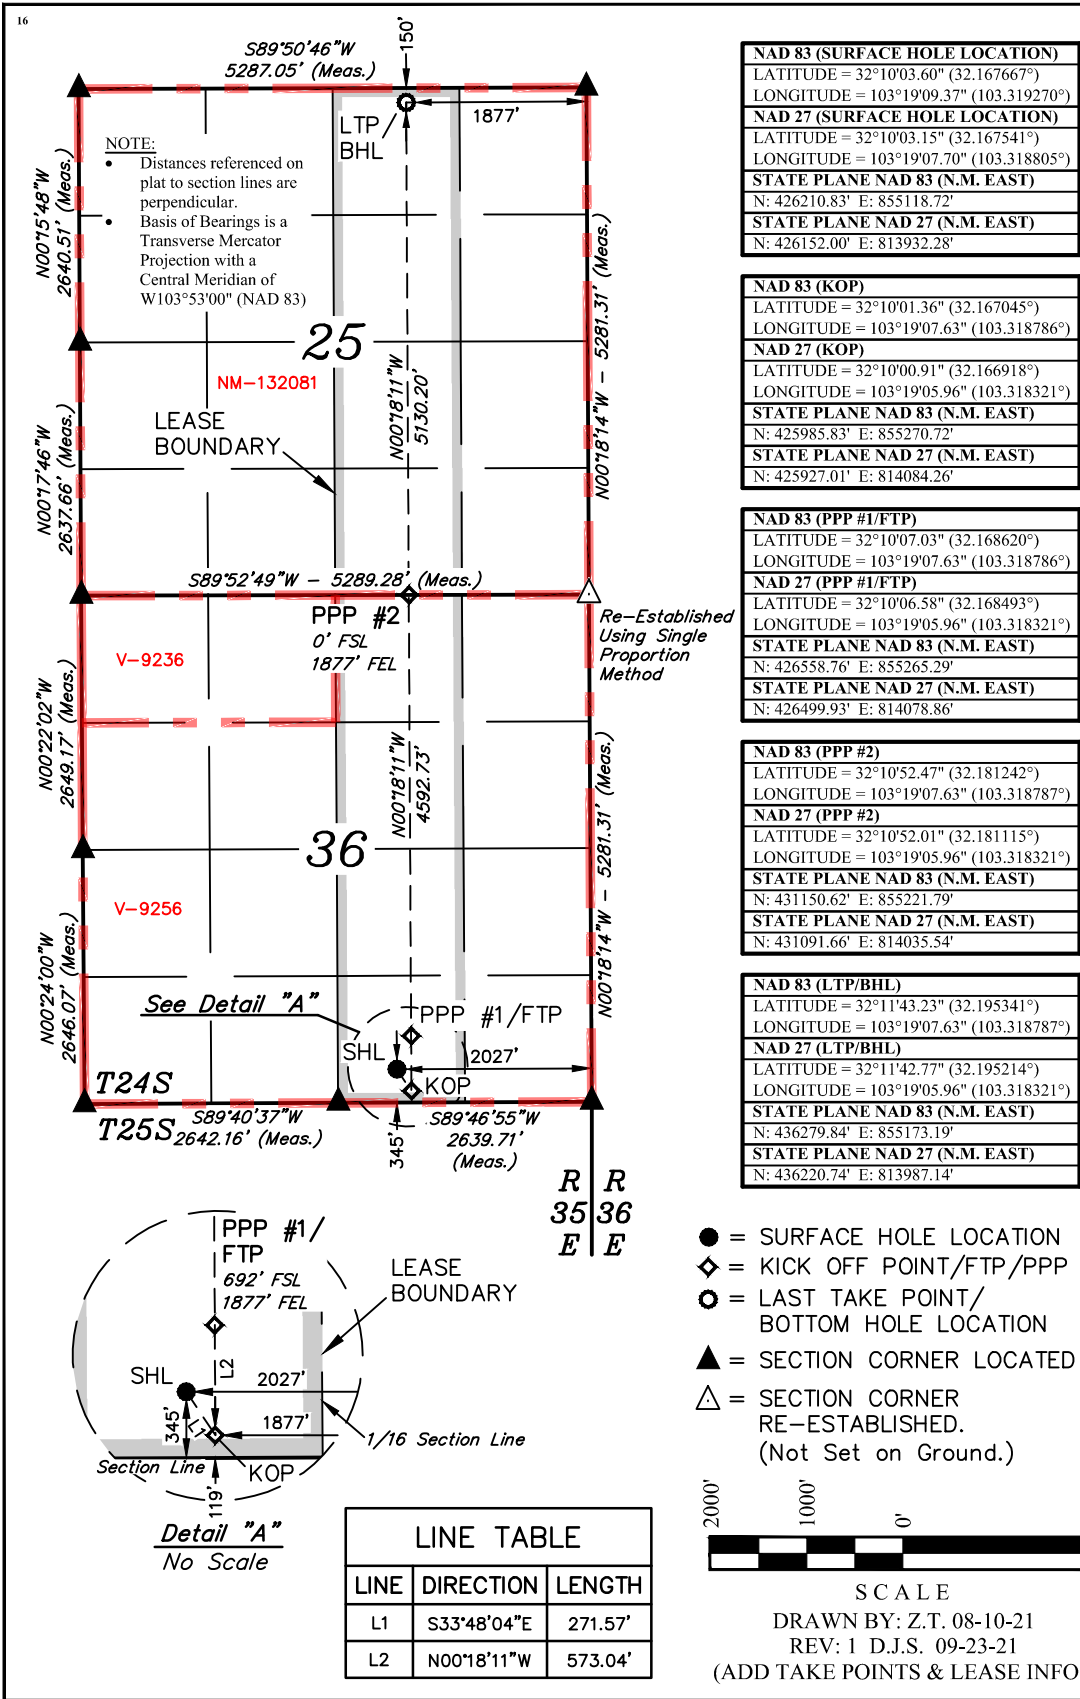 16
S89°50'46"W
5287.05' (Meas.)
150'
1877'
LTP/
BHL
NOTE:
• Distances referenced on
plat to section lines are
perpendicular.
• Basis of Bearings is a
Transverse Mercator
Projection with a
Central Meridian of
W103°53'00" (NAD 83)
N00°15'48"W
2640.51' (Meas.)
25
NM-132081
LEASE
BOUNDARY
N00°18'11"W
5130.20'
N00°18'14"W - 5281.31' (Meas.)
N00°17'46"W
2637.66' (Meas.)
S89°52'49"W - 5289.28' (Meas.)
PPP #2
0' FSL
1877' FEL
Re-Established
Using Single
Proportion
Method
V-9236
N00°22'02"W
2649.17' (Meas.)
N00°18'11"W
4592.73'
N00°18'14"W - 5281.31' (Meas.)
36
V-9256
N00°24'00"W
2646.07' (Meas.)
See Detail "A"
PPP #1/FTP
SHL
2027'
KOP
T24S
T25S
S89°40'37"W
2642.16' (Meas.)
345'
S89°46'55"W
2639.71'
(Meas.)
R R
35 36
E E
PPP #1/
FTP
692' FSL
1877' FEL
LEASE
BOUNDARY
SHL
L2
2027'
345'
L1
1877'
1/16 Section Line
Section Line
KOP
119'
Detail "A"
No Scale
LINE TABLE
LINE DIRECTION LENGTH
L1 S33°48'04"E 271.57'
L2 N00°18'11"W 573.04'
NAD 83 (SURFACE HOLE LOCATION)
LATITUDE = 32°10'03.60" (32.167667°)
LONGITUDE = 103°19'09.37" (103.319270°)
NAD 27 (SURFACE HOLE LOCATION)
LATITUDE = 32°10'03.15" (32.167541°)
LONGITUDE = 103°19'07.70" (103.318805°)
STATE PLANE NAD 83 (N.M. EAST)
N: 426210.83' E: 855118.72'
STATE PLANE NAD 27 (N.M. EAST)
N: 426152.00' E: 813932.28'
NAD 83 (KOP)
LATITUDE = 32°10'01.36" (32.167045°)
LONGITUDE = 103°19'07.63" (103.318786°)
NAD 27 (KOP)
LATITUDE = 32°10'00.91" (32.166918°)
LONGITUDE = 103°19'05.96" (103.318321°)
STATE PLANE NAD 83 (N.M. EAST)
N: 425985.83' E: 855270.72'
STATE PLANE NAD 27 (N.M. EAST)
N: 425927.01' E: 814084.26'
NAD 83 (PPP #1/FTP)
LATITUDE = 32°10'07.03" (32.168620°)
LONGITUDE = 103°19'07.63" (103.318786°)
NAD 27 (PPP #1/FTP)
LATITUDE = 32°10'06.58" (32.168493°)
LONGITUDE = 103°19'05.96" (103.318321°)
STATE PLANE NAD 83 (N.M. EAST)
N: 426558.76' E: 855265.29'
STATE PLANE NAD 27 (N.M. EAST)
N: 426499.93' E: 814078.86'
NAD 83 (PPP #2)
LATITUDE = 32°10'52.47" (32.181242°)
LONGITUDE = 103°19'07.63" (103.318787°)
NAD 27 (PPP #2)
LATITUDE = 32°10'52.01" (32.181115°)
LONGITUDE = 103°19'05.96" (103.318321°)
STATE PLANE NAD 83 (N.M. EAST)
N: 431150.62' E: 855221.79'
STATE PLANE NAD 27 (N.M. EAST)
N: 431091.66' E: 814035.54'
NAD 83 (LTP/BHL)
LATITUDE = 32°11'43.23" (32.195341°)
LONGITUDE = 103°19'07.63" (103.318787°)
NAD 27 (LTP/BHL)
LATITUDE = 32°11'42.77" (32.195214°)
LONGITUDE = 103°19'05.96" (103.318321°)
STATE PLANE NAD 83 (N.M. EAST)
N: 436279.84' E: 855173.19'
STATE PLANE NAD 27 (N.M. EAST)
N: 436220.74' E: 813987.14'
= SURFACE HOLE LOCATION
= KICK OFF POINT/FTP/PPP
= LAST TAKE POINT/
BOTTOM HOLE LOCATION
= SECTION CORNER LOCATED
= SECTION CORNER
RE-ESTABLISHED.
(Not Set on Ground.)
2000' 1000' 0'
SCALE
DRAWN BY: Z.T. 08-10-21
REV: 1 D.J.S. 09-23-21
(ADD TAKE POINTS & LEASE INFO